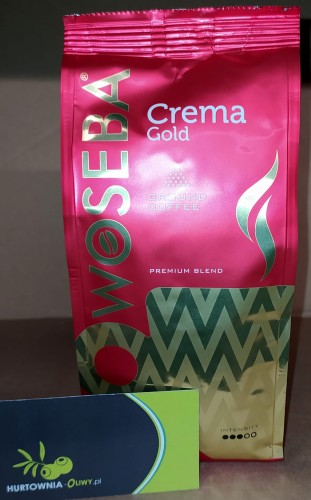 WOSEBA®
Crema
Gold
GROUND
COFFEE
PREMIUM BLEND
INTENSITY
HURTOWNIA
-OLIWY.pl